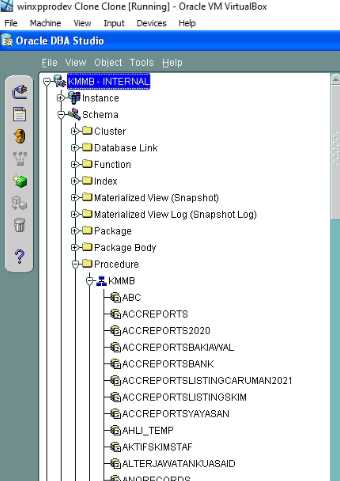 winxpprodev Clone Clone [Running] - Oracle VM VirtualBox
File Machine View Input Devices Help
Oracle DBA Studio
File View Object Tools Help
KMMB - INTERNAL
Instance
Schema
Cluster
Database Link
Function
Index
Materialized View (Snapshot)
Materialized View Log (Snapshot Log)
Package
Package Body
Procedure
KMMB
ABC
ACCREPORTS
ACCREPORTS2020
ACCREPORTSBAKIAWAL
ACCREPORTSBANK
ACCREPORTSLISTINGCARUMAN2021
ACCREPORTSLISTINGSKIM
ACCREPORTSYAYASAN
AHLI_TEMP
AKTIFSKIMSTAF
ALTERJAWATANKUASAID
ANQRECORDS